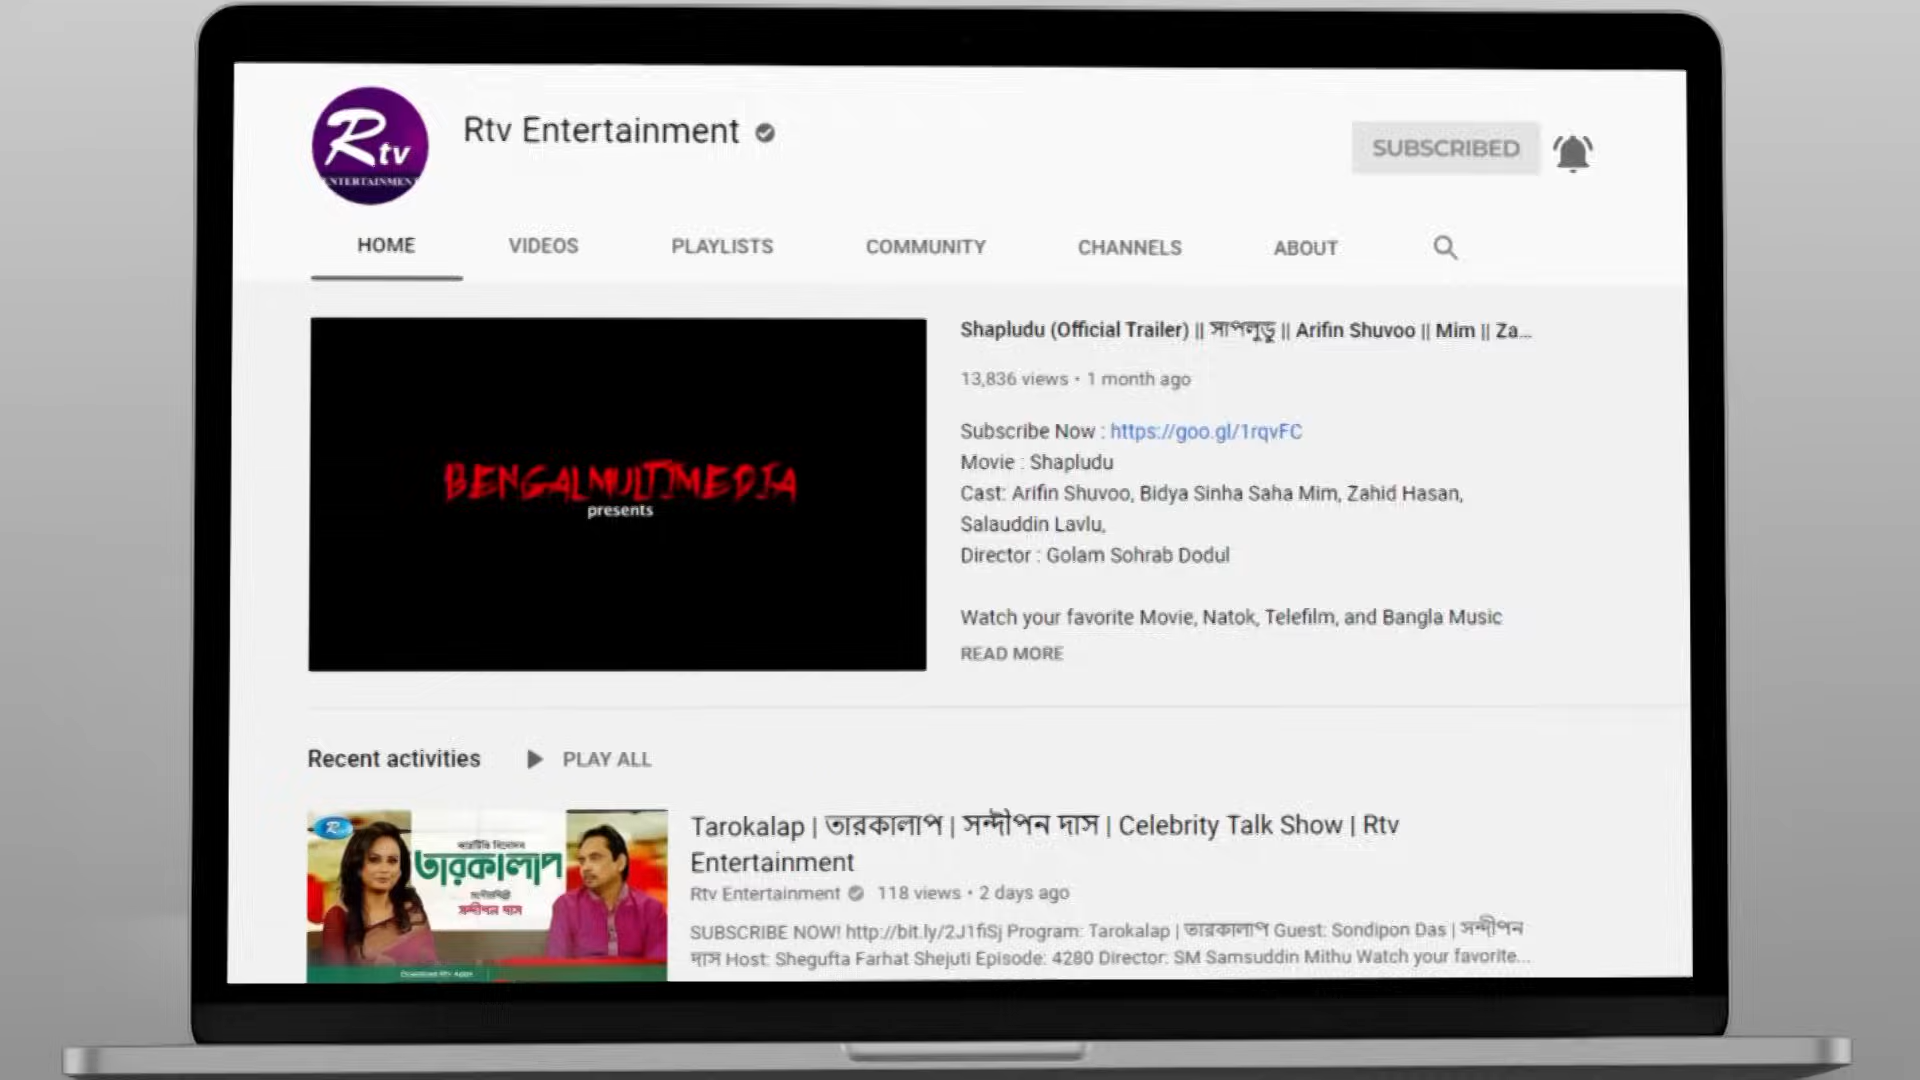 Rtv
ENTERTAINMENT
Rtv Entertainment
SUBSCRIBED
HOME VIDEOS PLAYLISTS COMMUNITY CHANNELS ABOUT
BENGALMULTIMEDIA
presents
Shapludu (Official Trailer) || সাপলুডু || Arifin Shuvoo || Mim || Za...
13,836 views • 1 month ago
Subscribe Now : https://goo.gl/1rqvFC
Movie : Shapludu
Cast: Arifin Shuvoo, Bidya Sinha Saha Mim, Zahid Hasan,
Salauddin Lavlu,
Director : Golam Sohrab Dodul
Watch your favorite Movie, Natok, Telefilm, and Bangla Music
READ MORE
Recent activities PLAY ALL
তারকালাপ
সন্দীপন দাস
Download Rtv Apps
Tarokalap | তারকালাপ | সন্দীপন দাস | Celebrity Talk Show | Rtv
Entertainment
Rtv Entertainment 118 views • 2 days ago
SUBSCRIBE NOW! http://bit.ly/2J1fiSj Program: Tarokalap | তারকালাপ Guest: Sondipon Das | সন্দীপন
দাস Host: Shegufta Farhat Shejuti Episode: 4280 Director: SM Samsuddin Mithu Watch your favorite...